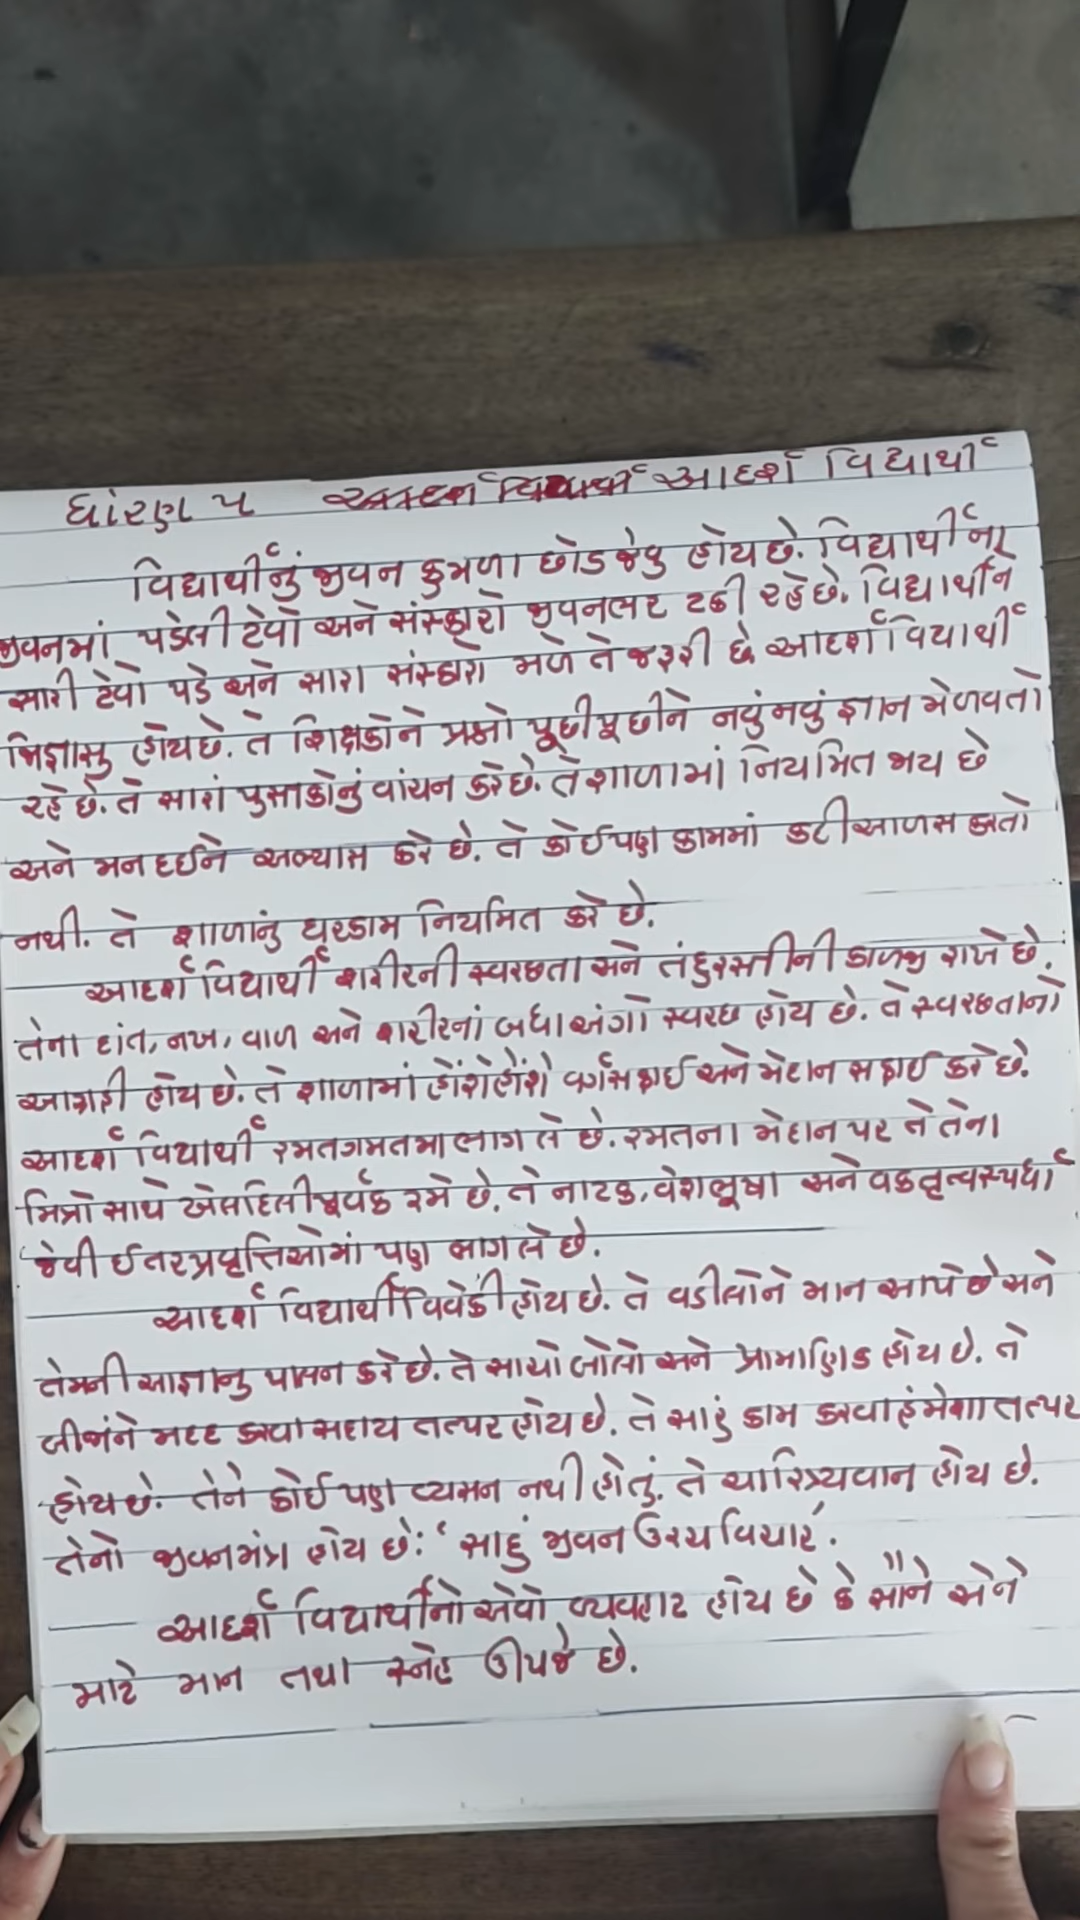 ધોરણ ૫ આદર્શ વિદ્યાર્થી
વિદ્યાર્થીનું જીવન કુમળા છોડ જેવુ હોય છે. વિદ્યાર્થીના
જીવનમાં પડેલી ટેવો અને સંસ્કારો જીવનભર ટકી રહે છે. વિદ્યાર્થીને
સારી ટેવો પડે અને સારા સંસ્કારો મળે તે જરૂરી છે આદર્શ વિદ્યાર્થી
જિજ્ઞાસુ હોય છે. તે શિક્ષકોને પ્રશ્નો પૂછીપૂછીને નવુંનવું જ્ઞાન મેળવતો
રહે છે. તે સારાં પુસ્તકોનું વાંચન કરે છે. તે શાળામાં નિયમિત જાય છે
અને મન દઈને અભ્યાસ કરે છે. તે કોઈપણ કામમાં કદી આળસ કરતો
નથી. તે શાળાનું ઘરકામ નિયમિત કરે છે.
આદર્શ વિદ્યાર્થી શરીરની સ્વચ્છતા અને તંદુરસ્તીની કાળજી રાખે છે.
તેના દાંત, નખ, વાળ અને શરીરનાં બધા અંગો સ્વચ્છ હોય છે. તે સ્વચ્છતાનો
આગ્રહી હોય છે. તે શાળામાં હોંશેહોંશે વર્ગસફાઈ અને મેદાન સફાઈ કરે છે.
આદર્શ વિદ્યાર્થી રમતગમતમા ભાગ લે છે. રમતના મેદાન પર તે તેના
મિત્રો સાથે ખેલદિલીપૂર્વક રમે છે. તે નાટક, વેશભૂષા અને વકતૃત્વસ્પર્ધા
જેવી ઈતરપ્રવૃત્તિઓમાં પણ ભાગ લે છે.
આદર્શ વિદ્યાર્થી વિવેકી હોય છે. તે વડીલોને માન આપે છે અને
તેમની આજ્ઞાનુ પાલન કરે છે. તે સાચો બોલો અને પ્રામાણિક હોય છે. તે
બીજાને મદદ કરવા સદાય તત્પર હોય છે. તે સારું કામ કરવા હંમેશા તત્પર
હોય છે. તેને કોઈ પણ વ્યસન નથી હોતું. તે ચારિત્ર્યવાન હોય છે.
તેનો જીવનમંત્ર હોય છે: ‘સાદું જીવન ઉચ્ચ વિચાર’.
આદર્શ વિદ્યાર્થીનો એવો વ્યવહાર હોય છે કે સૌને એને
માટે માન તથા સ્નેહ ઊપજે છે.